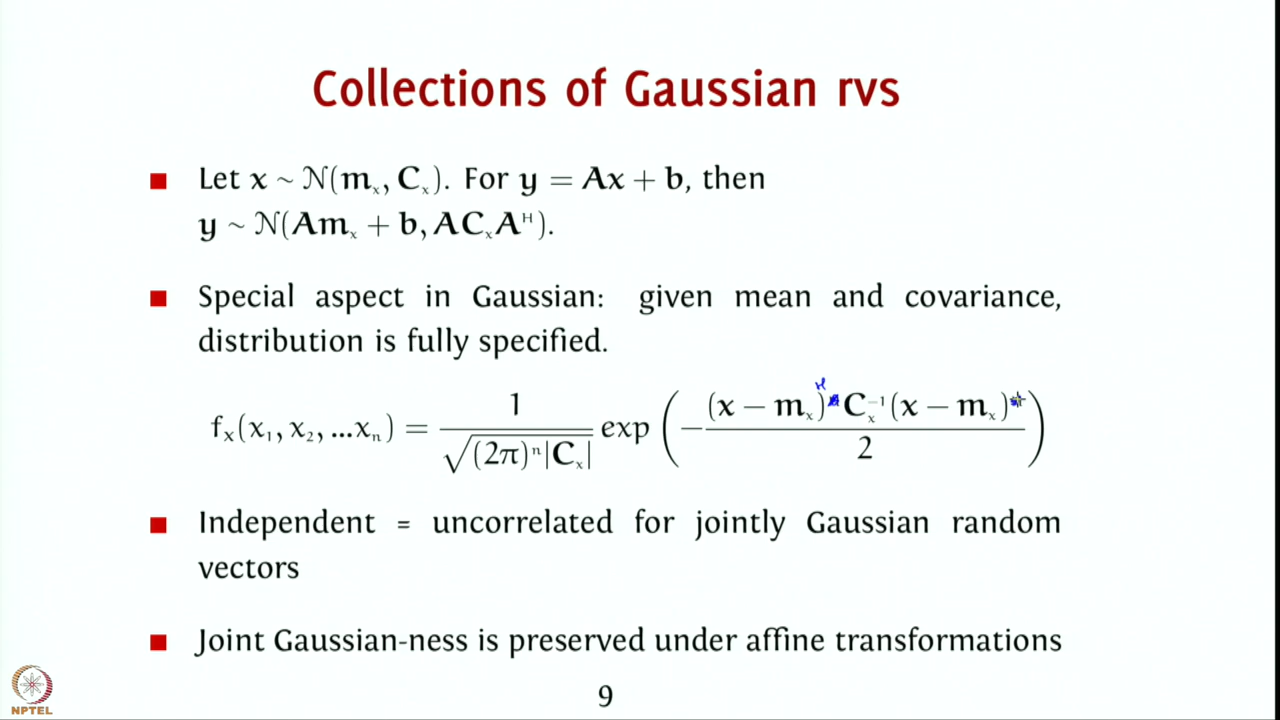 Collections of Gaussian rvs
■ Let x ~ N(mₓ, Cₓ). For y = Ax + b, then
y ~ N(Amₓ + b, ACₓAᴴ).
■ Special aspect in Gaussian: given mean and covariance,
distribution is fully specified.
fₓ(x₁, x₂, ...xₙ) = 1/√((2π)ⁿ|Cₓ|) exp(−(x − mₓ)ᴴCₓ⁻¹(x − mₓ)/2)
■ Independent = uncorrelated for jointly Gaussian random
vectors
■ Joint Gaussian-ness is preserved under affine transformations
NPTEL
9